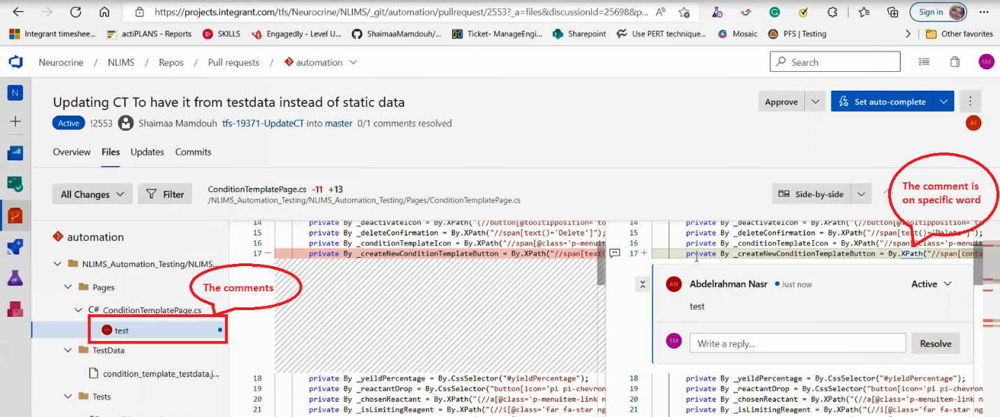 https://projects.integrant.com/tfs/Neurocrine/NLIMS/_git/automation/pullrequest/2553?_a=files&discussionId=25698&p...
Sign in
Integrant timeshee...
actiPLANS - Reports
SKILLS
Engagedly - Level U...
ShaimaaMamdouh/...
Ticket- ManageEngi...
Sharepoint
Use PERT technique...
Mosaic
PFS | Testing
Other favorites
Neurocrine / NLIMS / Repos / Pull requests / automation
Search
SM
N
Updating CT To have it from testdata instead of static data
Approve
Set auto-complete
Active !2553 Shaimaa Mamdouh tfs-19371-UpdateCT into master 0/1 comments resolved
AE
Overview Files Updates Commits
All Changes
Filter
ConditionTemplatePage.cs -11 +13
/NLIMS_Automation_Testing/NLIMS_Automation_Testing/Pages/ConditionTemplatePage.cs
Side-by-side
The comment is
on specific word
automation
NLIMS_Automation_Testing/NLIMS...
Pages
C# ConditionTemplatePage.cs
AN test
The comments
TestData
condition_template_testdata.j...
Tests
14 private By _deactivateIcon = By.XPath("(//button[@tooltipposition='to
15 private By _deleteConfirmation = By.XPath("//span[text()='Delete']");
16 private By _conditionTemplateIcon = By.XPath("//span[@class='p-menuit
17 — private By _createNewConditionTemplateButton = By.XPath("//span[text(
18 private By _yeildPercentage = By.CssSelector("#yieldPercentage");
19 private By _reactantDrop = By.CssSelector("button[icon='pi pi-chevron
20 private By _chosenReactant = By.XPath("(//a[@class='p-menuitem-link n
21 private By _isLimitingReagent = By.XPath("(//i[@class='far fa-star ng
14 private By _deactivateIcon = By.XPath("(//button[@tooltipposition='to
15 private By _deleteConfirmation = By.XPath("//span[text()='Delete']");
16 private By _conditionTemplateIcon = By.XPath("//span[@class='p-menuit
17 + private By _createNewConditionTemplateButton = By.XPath("//span[conta
AN Abdelrahman Nasr Just now
Active
test
SM Write a reply...
Resolve
18 private By _yeildPercentage = By.CssSelector("#yieldPercentage");
19 private By _reactantDrop = By.CssSelector("button[icon='pi pi-chevron
20 private By _chosenReactant = By.XPath("(//a[@class='p-menuitem-link n
21 private By _isLimitingReagent = By.XPath("(//i[@class='far fa-star ng